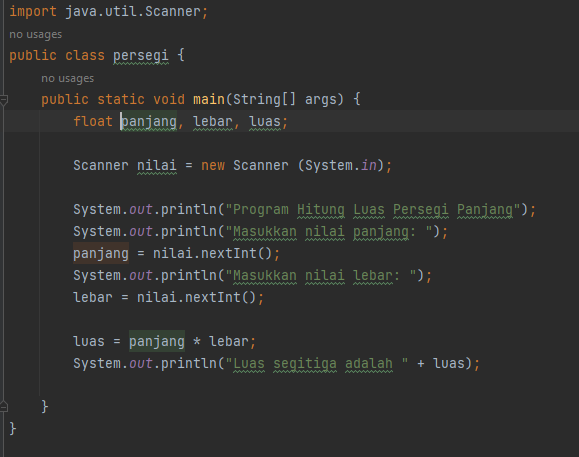 import java.util.Scanner;
no usages
public class persegi {
no usages
public static void main(String[] args) {
float panjang, lebar, luas;
Scanner nilai = new Scanner (System.in);
System.out.println("Program Hitung Luas Persegi Panjang");
System.out.println("Masukkan nilai panjang: ");
panjang = nilai.nextInt();
System.out.println("Masukkan nilai lebar: ");
lebar = nilai.nextInt();
luas = panjang * lebar;
System.out.println("Luas segitiga adalah " + luas);
}
}